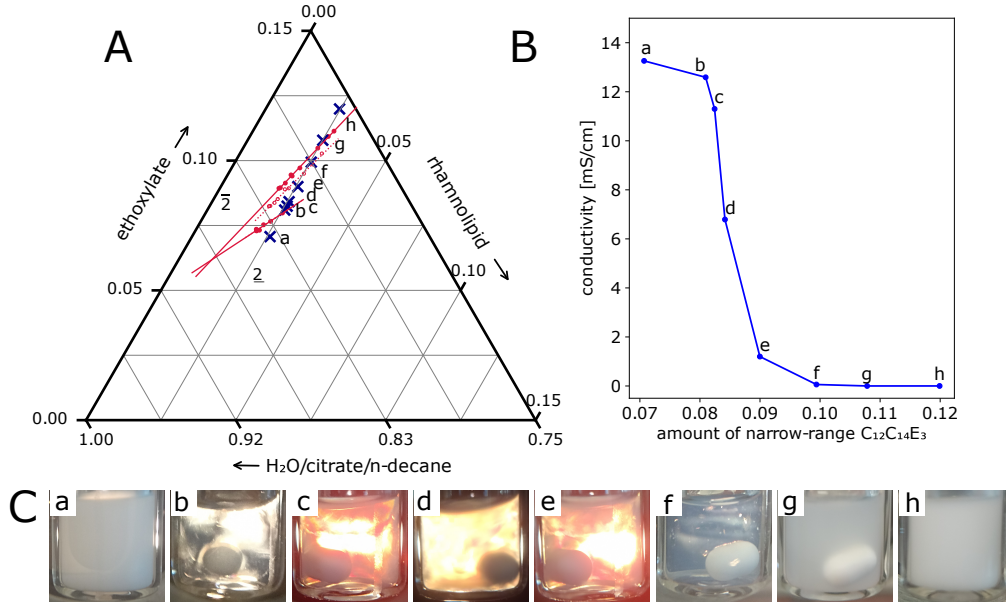 A
0.00
0.15
ethoxylate →
0.10
0.05
0.00
2̅
2̲
rhamnolipid →
0.05
0.10
0.15
h
g
f
e
d
c
b
a
1.00
0.92
0.83
0.75
← H₂O/citrate/n-decane
B
conductivity [mS/cm]
14
12
10
8
6
4
2
0
a
b
c
d
e
f
g
h
0.07
0.08
0.09
0.10
0.11
0.12
amount of narrow-range C₁₂C₁₄E₃
C
a
b
c
d
e
f
g
h